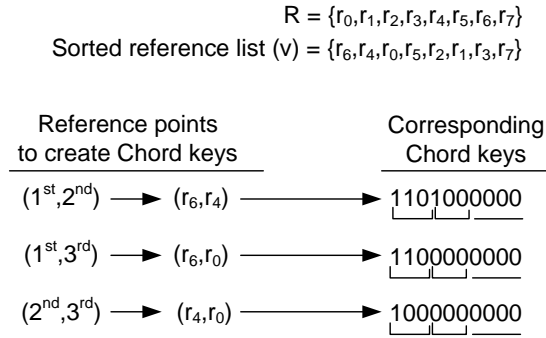 R = {r0,r1,r2,r3,r4,r5,r6,r7}
Sorted reference list (v) = {r6,r4,r0,r5,r2,r1,r3,r7}
Reference points
to create Chord keys
Corresponding
Chord keys
(1st,2nd) (r6,r4) 1101000000
(1st,3rd) (r6,r0) 1100000000
(2nd,3rd) (r4,r0) 1000000000